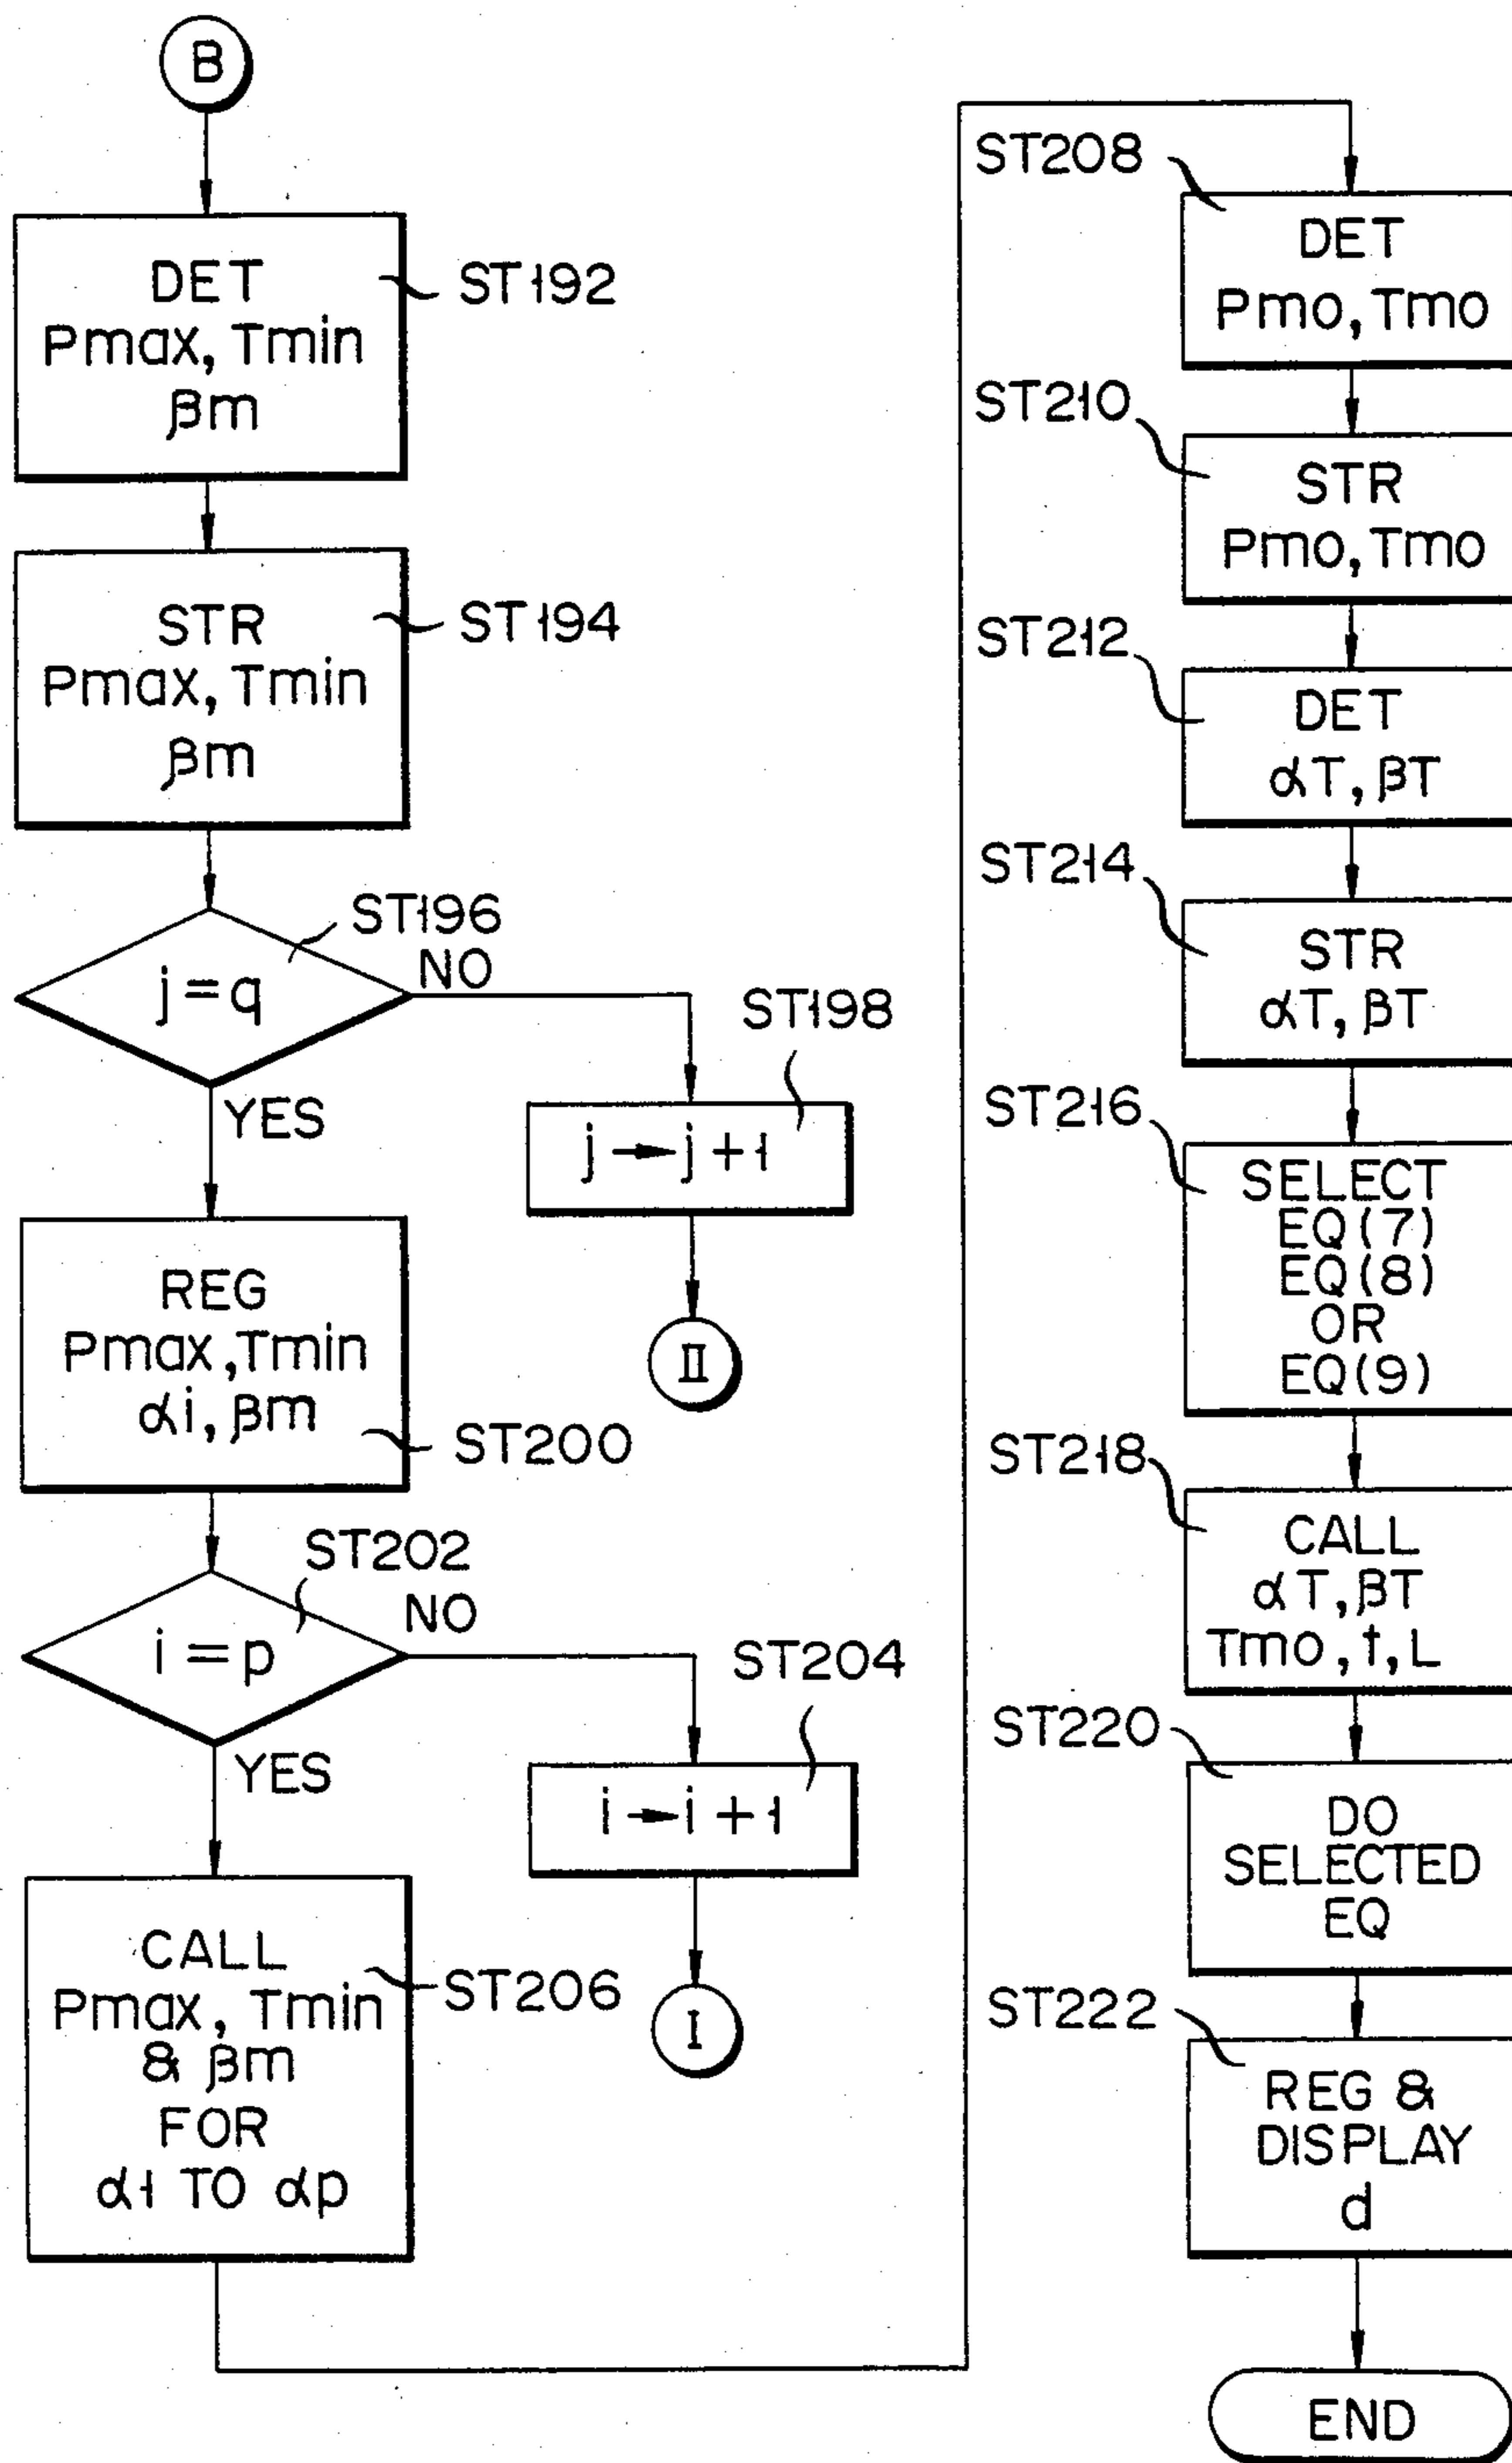 B
DET
Pmax, Tmin
βm
ST192
STR
Pmax, Tmin
βm
ST194
ST196
j=q
NO
YES
ST198
j→j+1
II
REG
Pmax,Tmin
αi, βm
ST200
ST202
i=p
NO
YES
ST204
i→i+1
I
CALL
Pmax, Tmin
& βm
FOR
α1 TO αp
ST206
ST208
DET
Pmo, Tmo
ST210
STR
Pmo, Tmo
ST212
DET
αT, βT
ST214
STR
αT, βT
ST216
SELECT
EQ(7)
EQ(8)
OR
EQ(9)
ST218
CALL
αT, βT
Tmo, t, L
ST220
DO
SELECTED
EQ
ST222
REG &
DISPLAY
d
END